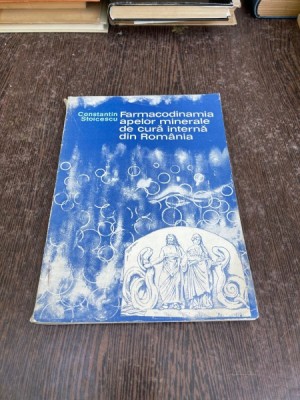 Constantin
Stoicescu
Farmacodinamia
apelor minerale
de cură internă
din România